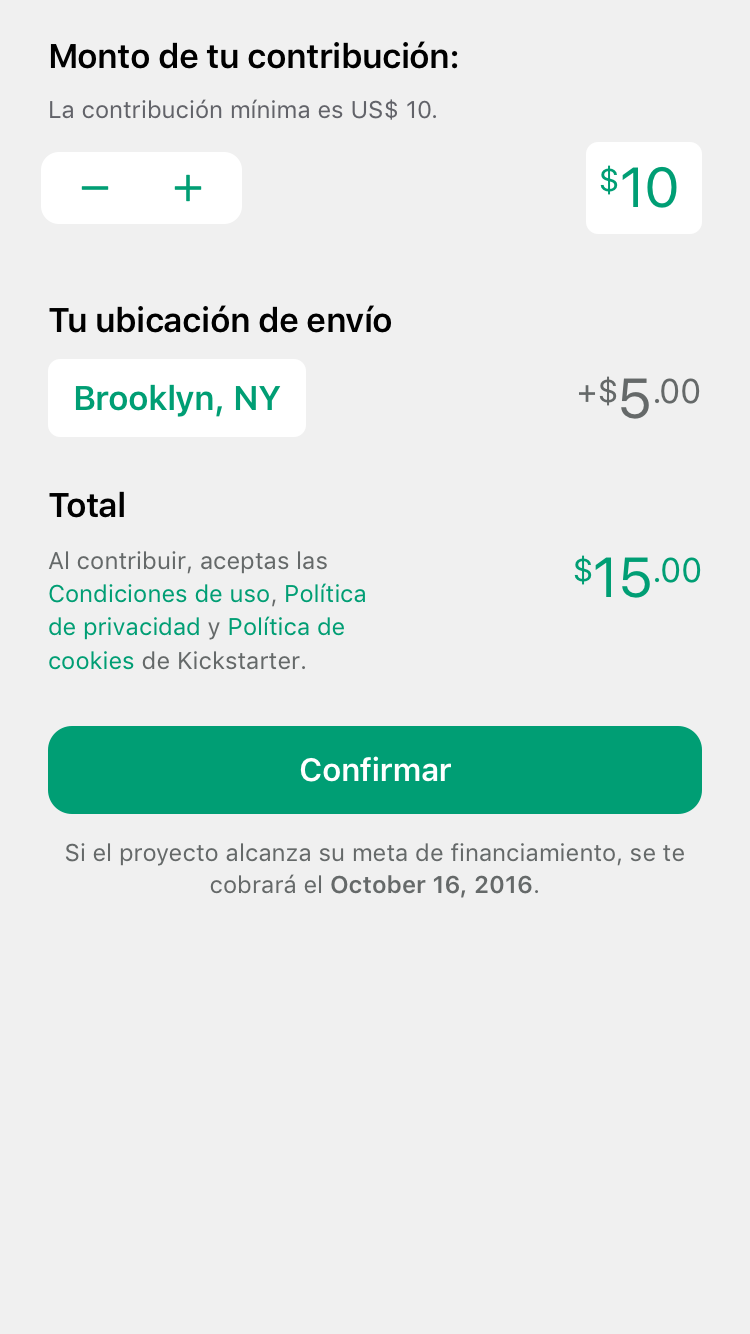 Monto de tu contribución:
La contribución mínima es US$ 10.
− +
$10
Tu ubicación de envío
Brooklyn, NY
+$5.00
Total
Al contribuir, aceptas las
Condiciones de uso, Política
de privacidad y Política de
cookies de Kickstarter.
$15.00
Confirmar
Si el proyecto alcanza su meta de financiamiento, se te
cobrará el October 16, 2016.